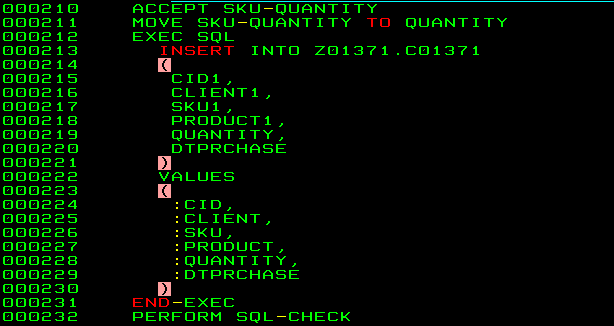 000210 ACCEPT SKU-QUANTITY
000211 MOVE SKU-QUANTITY TO QUANTITY
000212 EXEC SQL
000213 INSERT INTO Z01371.C01371
000214 (
000215 CID1,
000216 CLIENT1,
000217 SKU1,
000218 PRODUCT1,
000219 QUANTITY,
000220 DTPRCHASE
000221 )
000222 VALUES
000223 (
000224 :CID,
000225 :CLIENT,
000226 :SKU,
000227 :PRODUCT,
000228 :QUANTITY,
000229 :DTPRCHASE
000230 )
000231 END-EXEC
000232 PERFORM SQL-CHECK